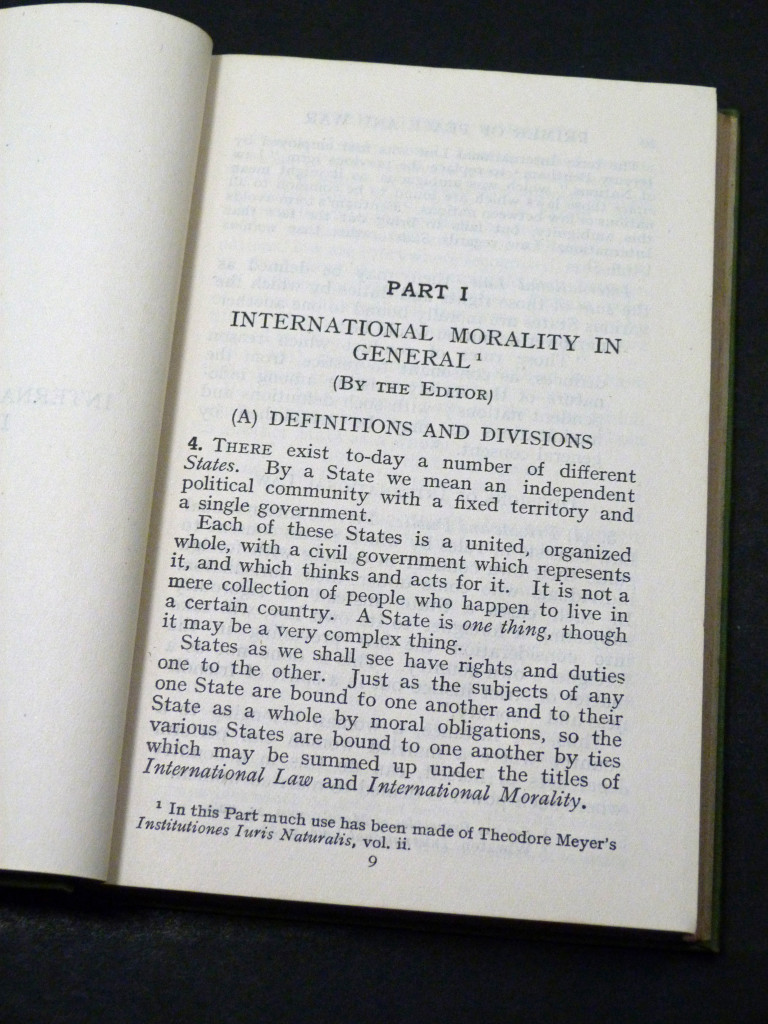 PART I
INTERNATIONAL MORALITY IN
GENERAL ¹
(BY THE EDITOR)
(A) DEFINITIONS AND DIVISIONS
4. THERE exist to-day a number of different
States. By a State we mean an independent
political community with a fixed territory and
a single government.
Each of these States is a united, organized
whole, with a civil government which represents
it, and which thinks and acts for it. It is not a
mere collection of people who happen to live in
a certain country. A State is one thing, though
it may be a very complex thing.
States as we shall see have rights and duties
one to the other. Just as the subjects of any
one State are bound to one another and to their
State as a whole by moral obligations, so the
various States are bound to one another by ties
which may be summed up under the titles of
International Law and International Morality.
¹ In this Part much use has been made of Theodore Meyer's
Institutiones Iuris Naturalis, vol. ii.
9